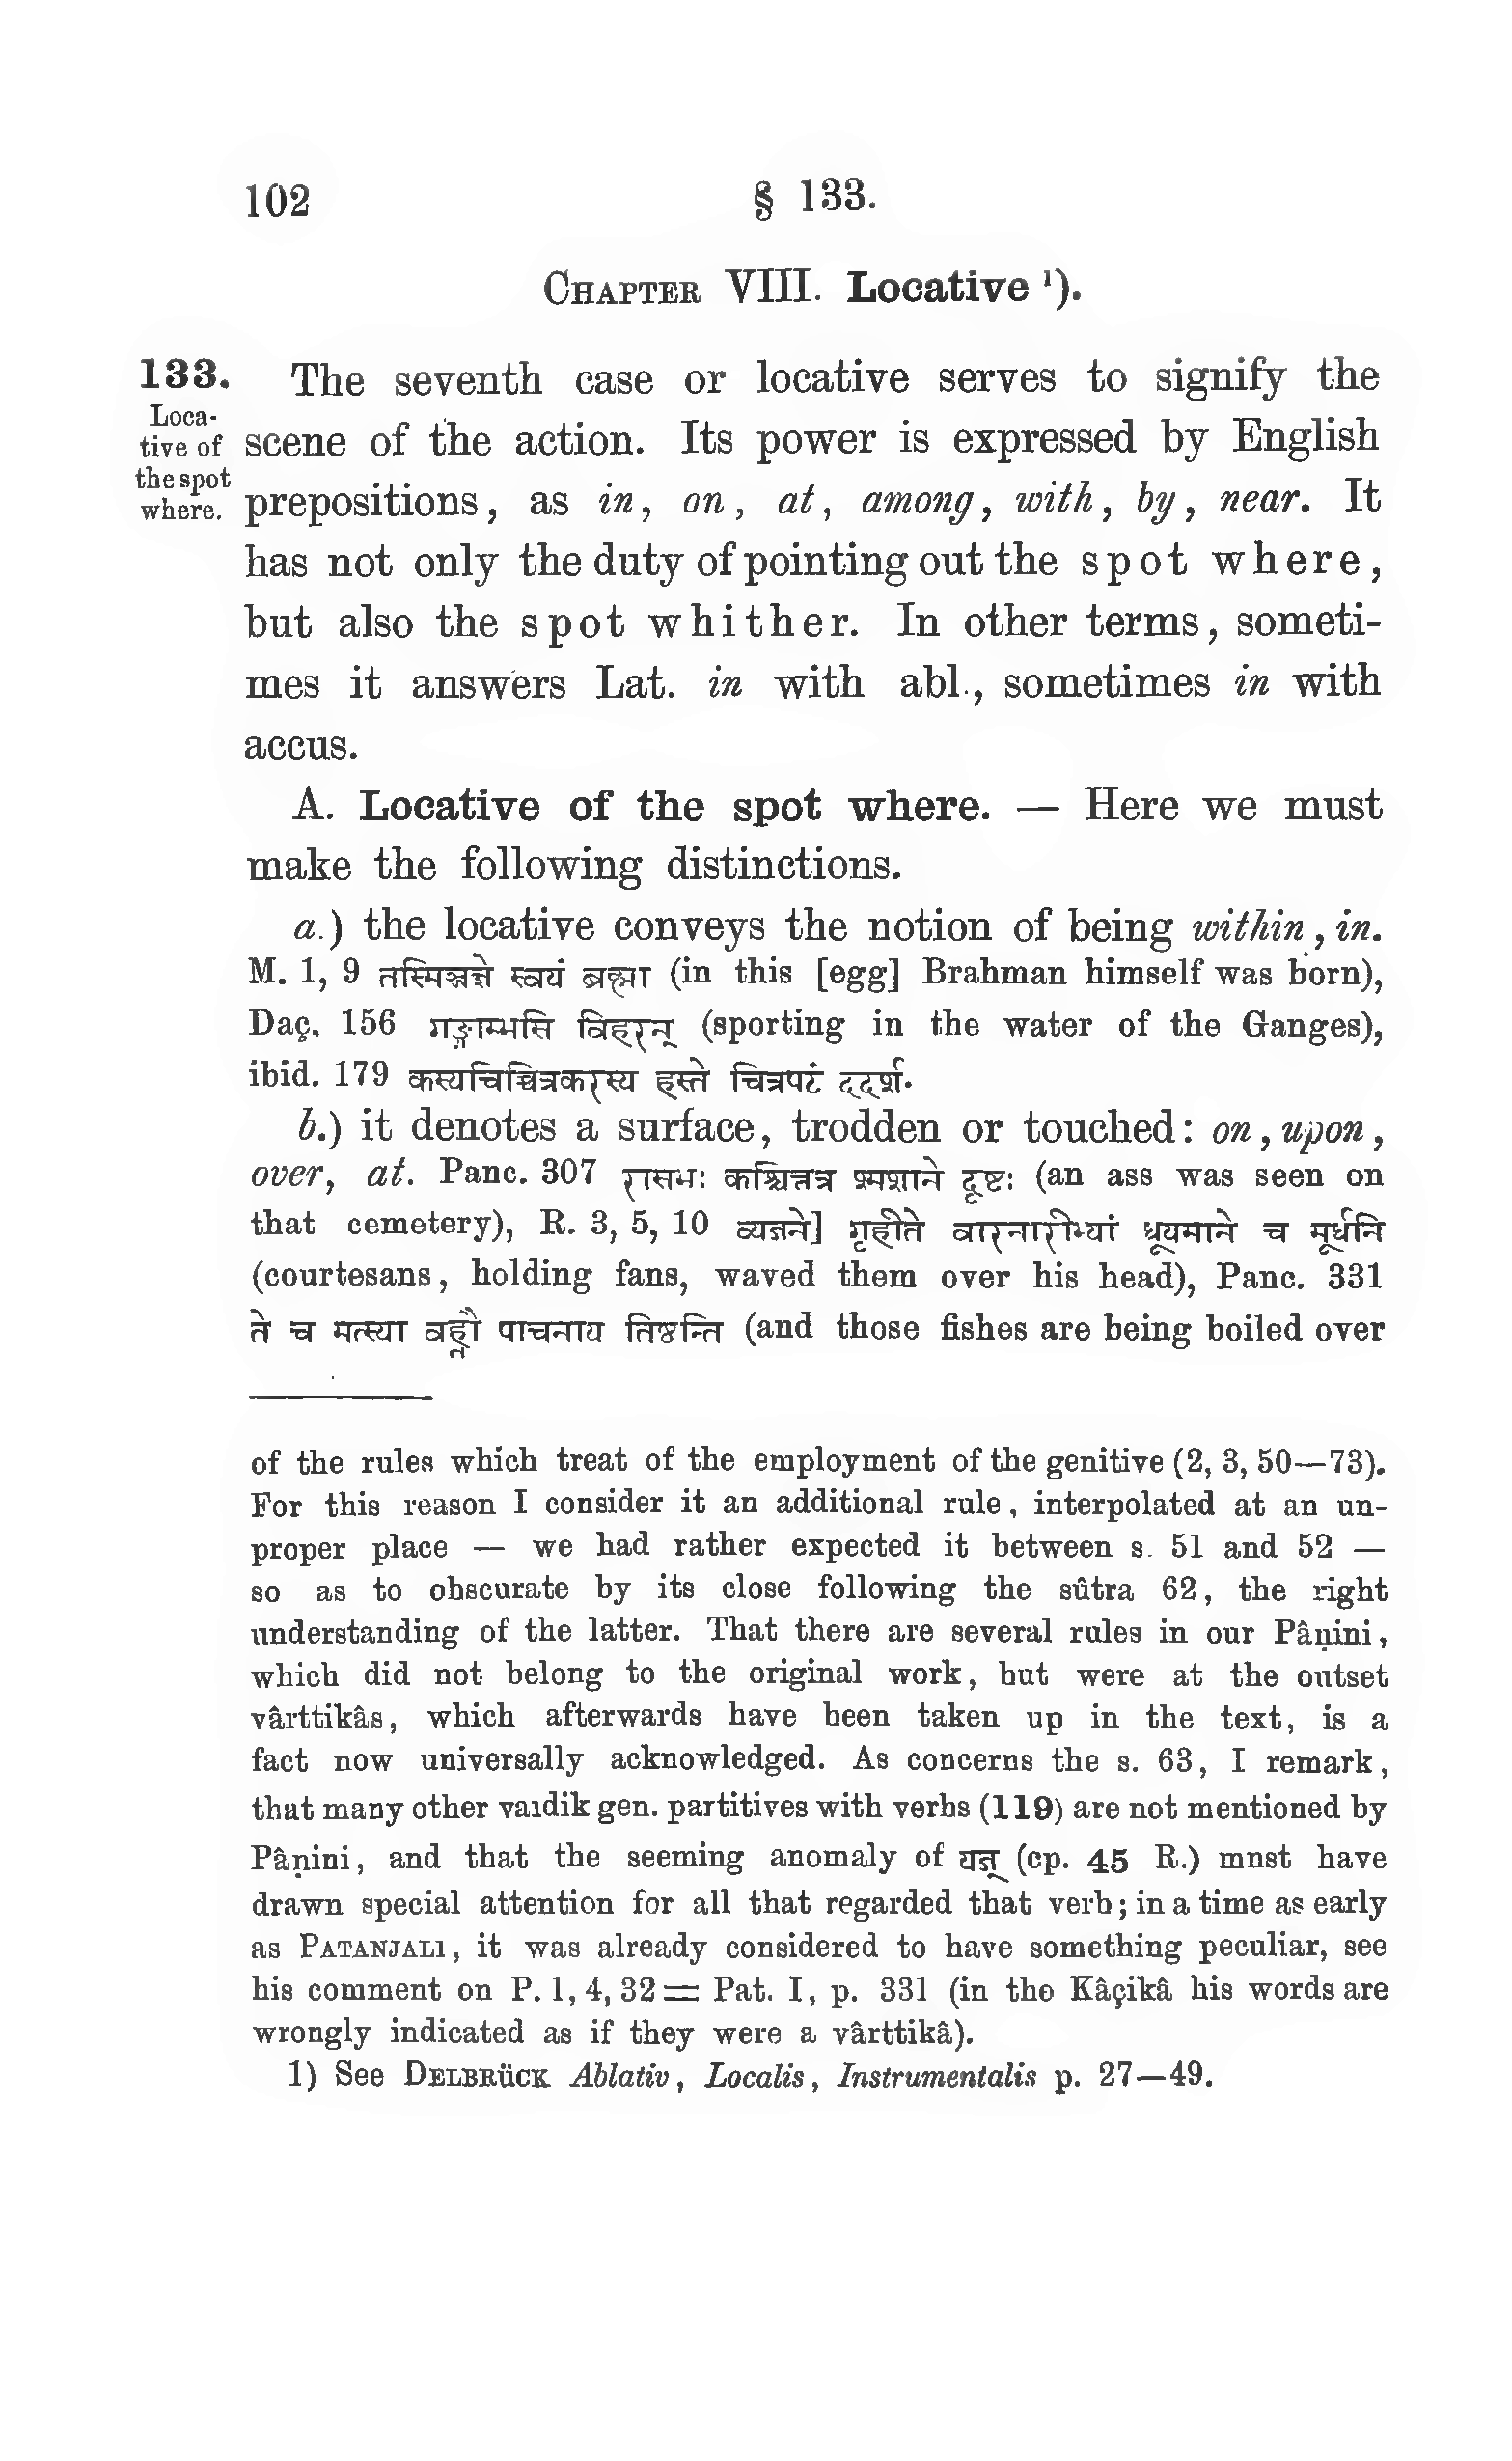 102
§ 133.
CHAPTER VIII. Locative ¹).
133.
Loca-
tive of
the spot
where.
The seventh case or locative serves to signify the
scene of the action. Its power is expressed by English
prepositions, as in, on, at, among, with, by, near. It
has not only the duty of pointing out the spot where,
but also the spot whither. In other terms, someti-
mes it answers Lat. in with abl., sometimes in with
accus.
A. Locative of the spot where. — Here we must
make the following distinctions.
a.) the locative conveys the notion of being within, in.
M. 1, 9 तस्मिञ्जज्ञे स्वयं ब्रह्मा (in this [egg] Brahman himself was born),
Daç. 156 गङ्गाम्भसि विहरन् (sporting in the water of the Ganges),
ibid. 179 कस्यचिच्चित्रकरस्य हस्ते चित्रपटं ददर्श.
b.) it denotes a surface, trodden or touched: on, upon,
over, at. Panc. 307 रासभः कश्चित्तत्र श्मशाने दृष्टः (an ass was seen on
that cemetery), R. 3, 5, 10 व्यजने] गृहीते वारनारीभ्यां धूयमाने च मूर्धनि
(courtesans, holding fans, waved them over his head), Panc. 331
ते च मत्स्या वह्नौ पाचनाय तिष्ठन्ति (and those fishes are being boiled over
of the rules which treat of the employment of the genitive (2, 3, 50—73).
For this reason I consider it an additional rule, interpolated at an un-
proper place — we had rather expected it between s. 51 and 52 —
so as to obscurate by its close following the sûtra 62, the right
understanding of the latter. That there are several rules in our Pâṇini,
which did not belong to the original work, but were at the outset
vârttikâs, which afterwards have been taken up in the text, is a
fact now universally acknowledged. As concerns the s. 63, I remark,
that many other vaidik gen. partitives with verbs (119) are not mentioned by
Pâṇini, and that the seeming anomaly of यज् (cp. 45 R.) must have
drawn special attention for all that regarded that verb; in a time as early
as PATANJALI, it was already considered to have something peculiar, see
his comment on P. 1, 4, 32 = Pat. I, p. 331 (in the Kâçikâ his words are
wrongly indicated as if they were a vârttikâ).
1) See DELBRÜCK Ablativ, Localis, Instrumentalis p. 27—49.